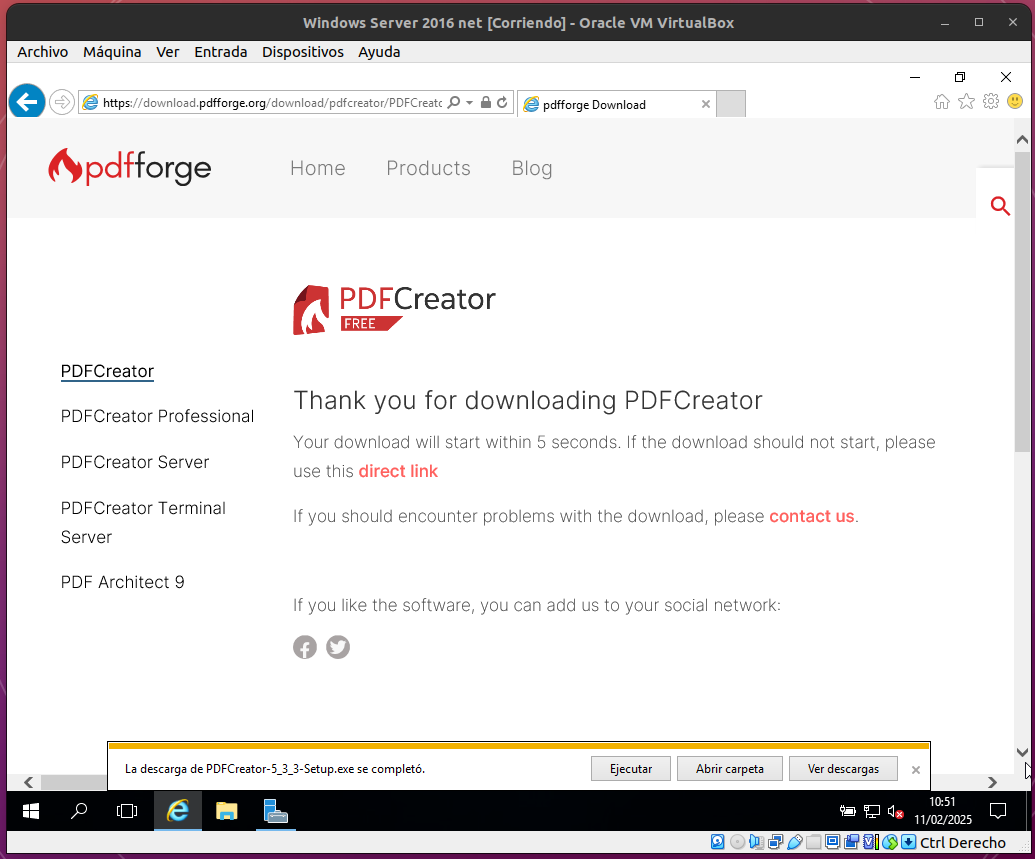 Windows Server 2016 net [Corriendo] - Oracle VM VirtualBox
Archivo Máquina Ver Entrada Dispositivos Ayuda
https://download.pdfforge.org/download/pdfcreator/PDFCreatc
pdfforge Download
pdfforge
Home Products Blog
PDFCreator
FREE
PDFCreator
PDFCreator Professional
PDFCreator Server
PDFCreator Terminal
Server
PDF Architect 9
Thank you for downloading PDFCreator
Your download will start within 5 seconds. If the download should not start, please
use this direct link
If you should encounter problems with the download, please contact us.
If you like the software, you can add us to your social network:
La descarga de PDFCreator-5_3_3-Setup.exe se completó.
Ejecutar Abrir carpeta Ver descargas
10:51
11/02/2025
Ctrl Derecho